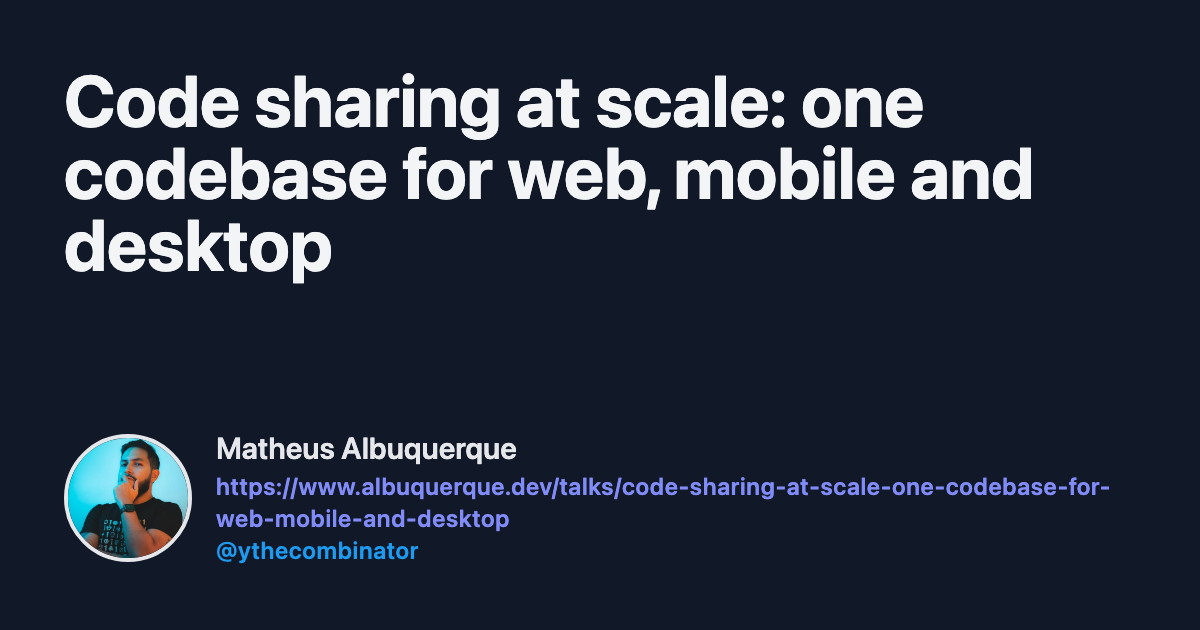 Code sharing at scale: one
codebase for web, mobile and
desktop
Matheus Albuquerque
https://www.albuquerque.dev/talks/code-sharing-at-scale-one-codebase-for-
web-mobile-and-desktop
@ythecombinator